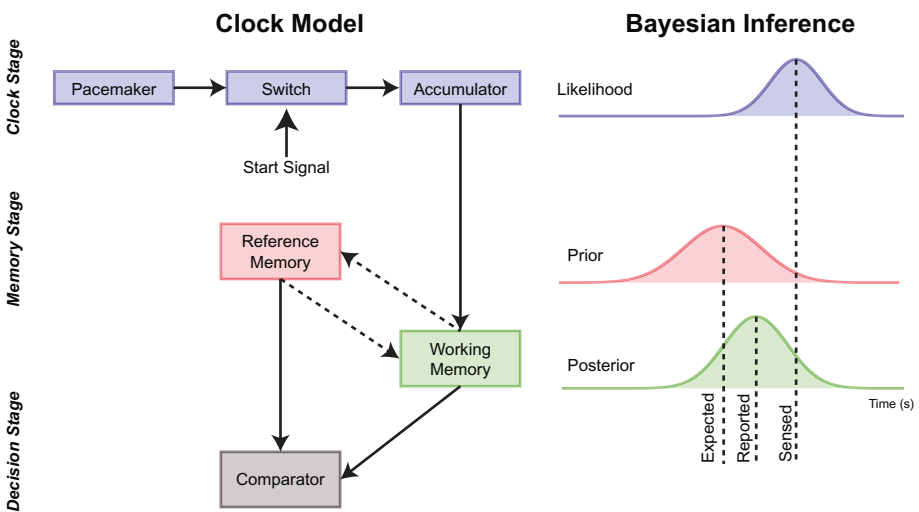 Clock Model
Bayesian Inference
Clock Stage
Pacemaker
Switch
Accumulator
Start Signal
Likelihood
Memory Stage
Reference
Memory
Prior
Working
Memory
Posterior
Time (s)
Expected
Reported
Sensed
Decision Stage
Comparator